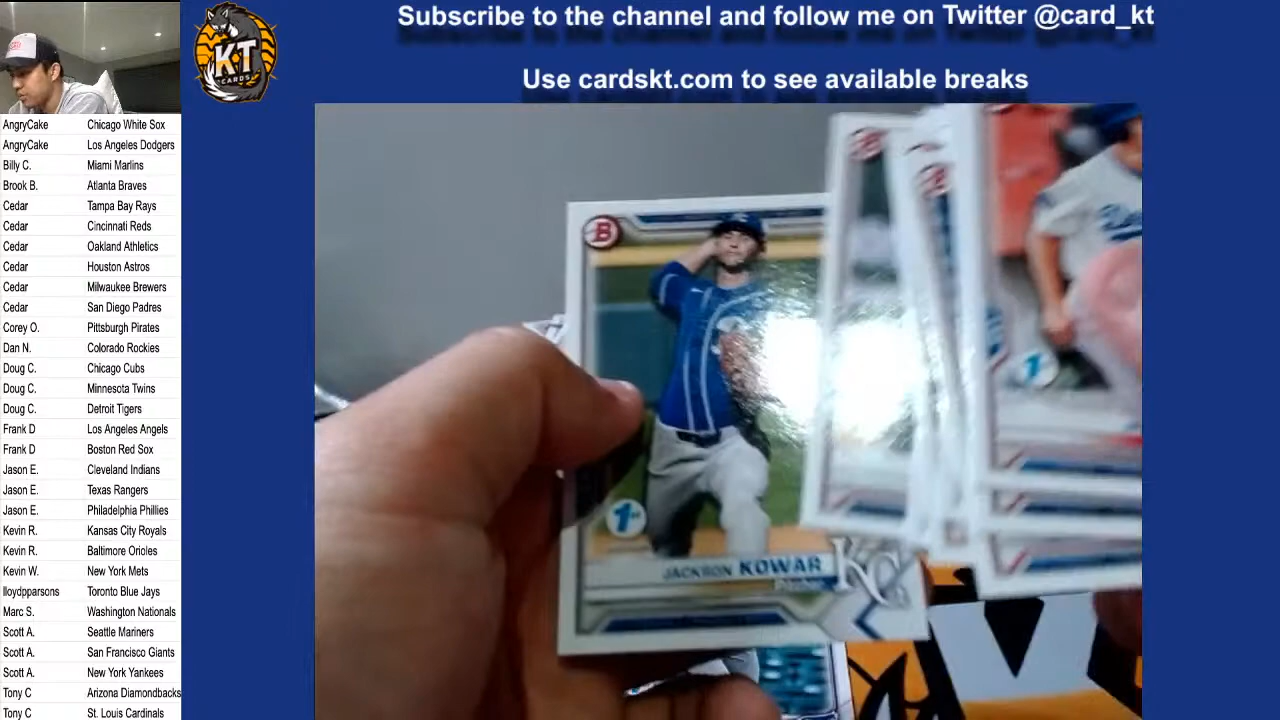 Subscribe to the channel and follow me on Twitter @card_kt
Use cardskt.com to see available breaks
KT
CARDS
AngryCake Chicago White Sox
AngryCake Los Angeles Dodgers
Billy C. Miami Marlins
Brook B. Atlanta Braves
Cedar Tampa Bay Rays
Cedar Cincinnati Reds
Cedar Oakland Athletics
Cedar Houston Astros
Cedar Milwaukee Brewers
Cedar San Diego Padres
Corey O. Pittsburgh Pirates
Dan N. Colorado Rockies
Doug C. Chicago Cubs
Doug C. Minnesota Twins
Doug C. Detroit Tigers
Frank D Los Angeles Angels
Frank D Boston Red Sox
Jason E. Cleveland Indians
Jason E. Texas Rangers
Jason E. Philadelphia Phillies
Kevin R. Kansas City Royals
Kevin R. Baltimore Orioles
Kevin W. New York Mets
lloydpparsons Toronto Blue Jays
Marc S. Washington Nationals
Scott A. Seattle Mariners
Scott A. San Francisco Giants
Scott A. New York Yankees
Tony C Arizona Diamondbacks
Tony C St. Louis Cardinals
B
1st
JACKSON KOWAR
KC